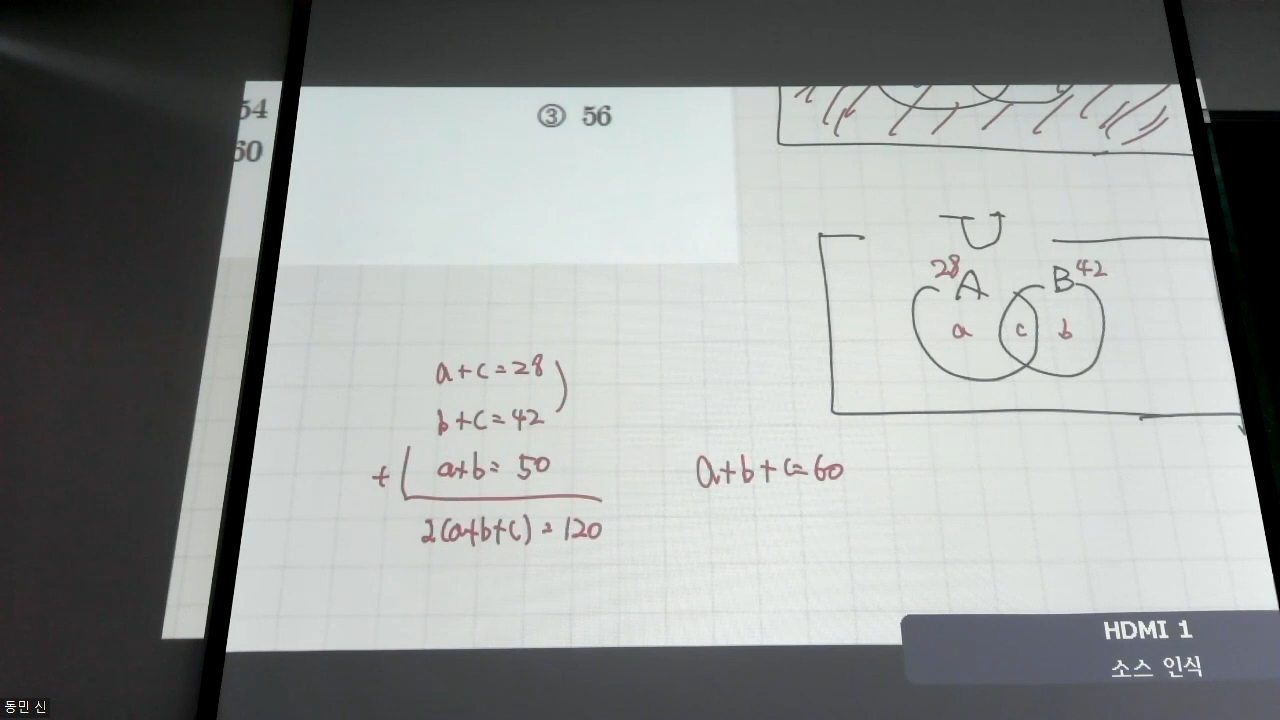 54
③ 56
60
U
28 A B 42
a c b
a+c=28
b+c=42
+ a+b=50
2(a+b+c)=120
a+b+c=60
HDMI 1
소스 인식
동민 신